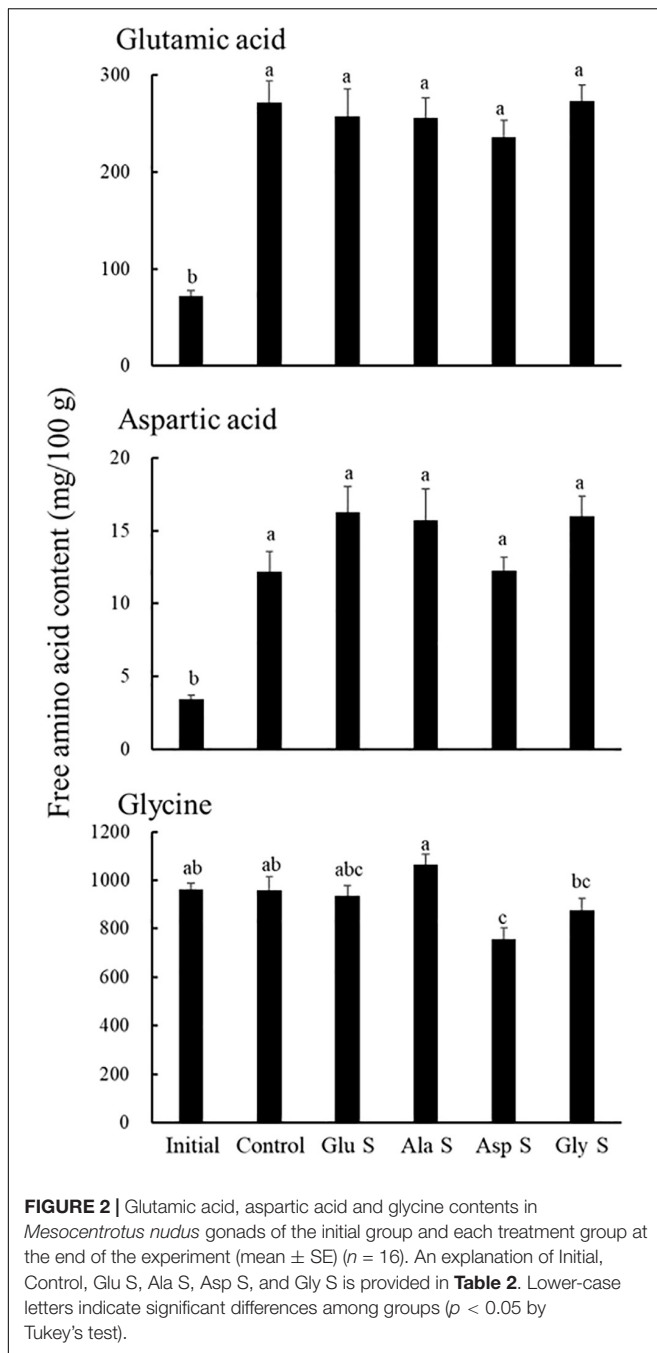 Glutamic acid
300
200
100
0
b
a
a
a
a
a
Aspartic acid
20
15
10
5
0
b
a
a
a
a
a
Glycine
1200
1000
800
600
400
200
0
ab
ab
abc
a
c
bc
Initial Control Glu S Ala S Asp S Gly S
Free amino acid content (mg/100 g)
FIGURE 2 | Glutamic acid, aspartic acid and glycine contents in
Mesocentrotus nudus gonads of the initial group and each treatment group at
the end of the experiment (mean ± SE) (n = 16). An explanation of Initial,
Control, Glu S, Ala S, Asp S, and Gly S is provided in Table 2. Lower-case
letters indicate significant differences among groups (p < 0.05 by
Tukey's test).